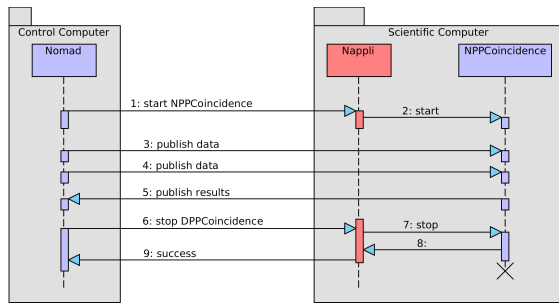 Control Computer
Scientific Computer
Nomad
Nappli
NPPCoincidence
1: start NPPCoincidence
2: start
3: publish data
4: publish data
5: publish results
6: stop DPPCoincidence
7: stop
8:
9: success